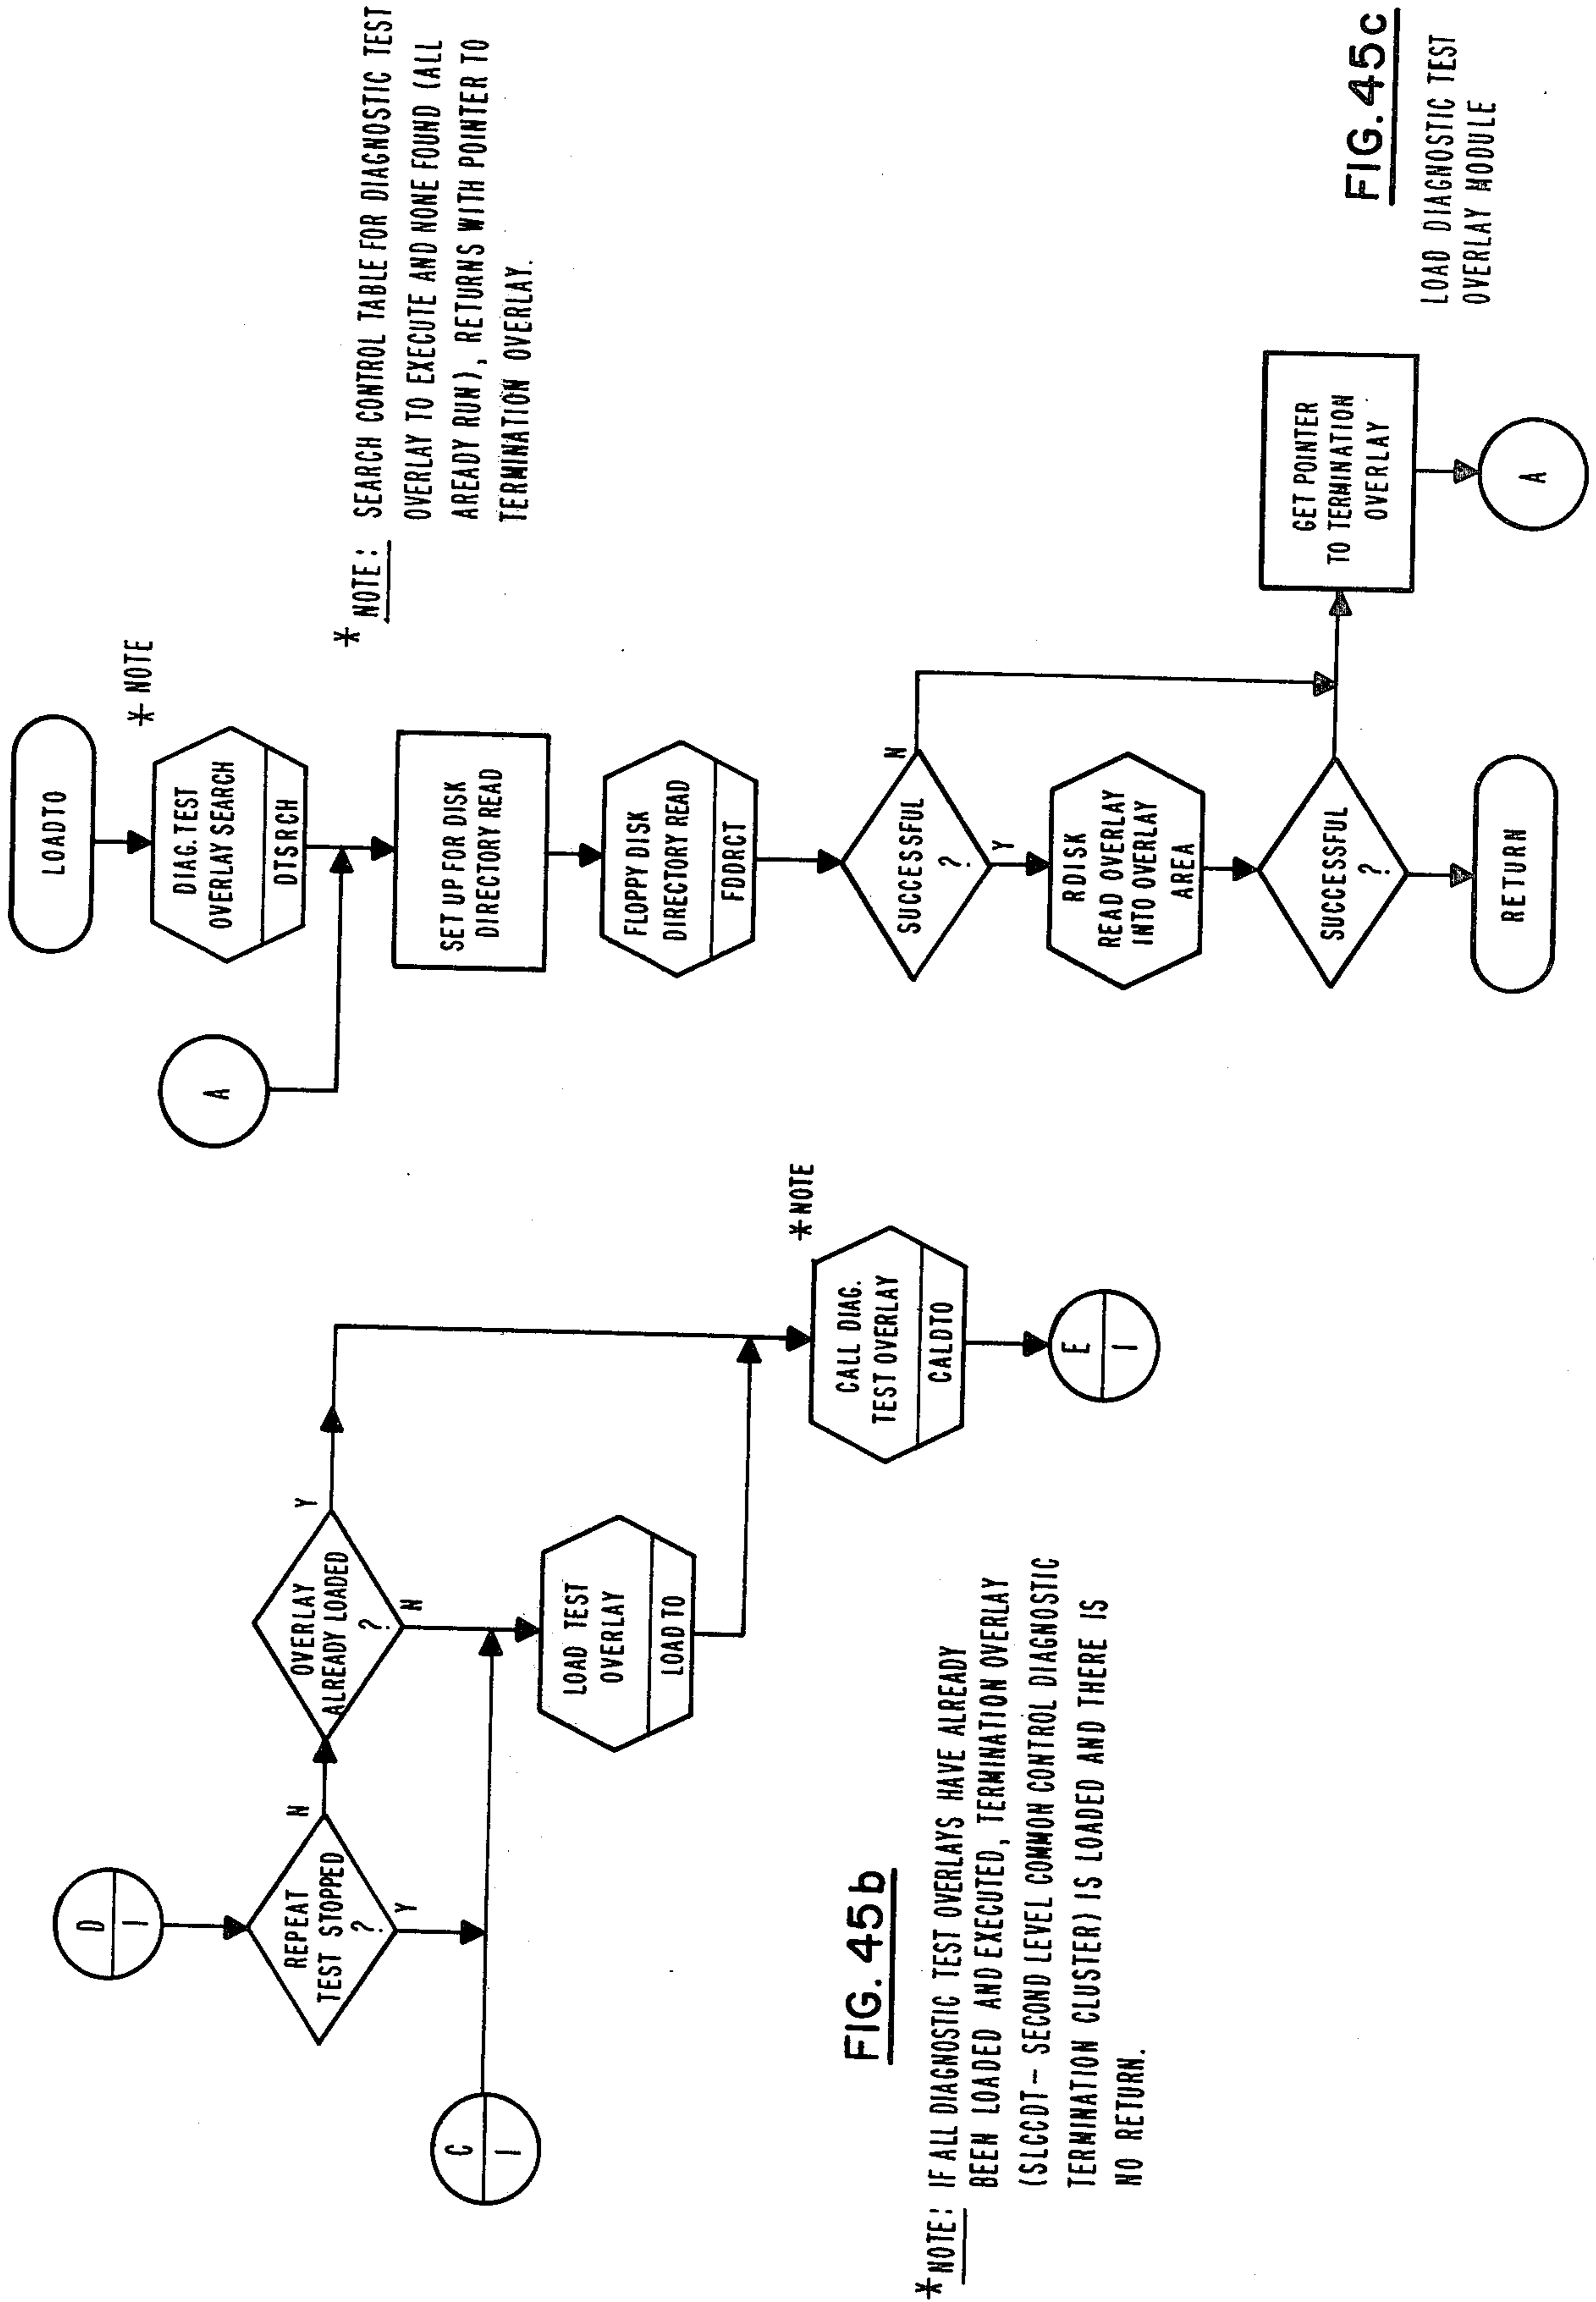 D
1
REPEAT
TEST STOPPED
?
N
Y
OVERLAY
ALREADY LOADED
?
Y
N
C
1
LOAD TEST
OVERLAY
LOADTO
* NOTE
CALL DIAG.
TEST OVERLAY
CALDTO
E
1
FIG. 45b
* NOTE: IF ALL DIAGNOSTIC TEST OVERLAYS HAVE ALREADY
BEEN LOADED AND EXECUTED, TERMINATION OVERLAY
(SLCCDT - SECOND LEVEL COMMON CONTROL DIAGNOSTIC
TERMINATION CLUSTER) IS LOADED AND THERE IS
NO RETURN.
LOADTO
* NOTE
DIAG. TEST
OVERLAY SEARCH
DTSRCH
A
SET UP FOR DISK
DIRECTORY READ
FLOPPY DISK
DIRECTORY READ
FDDRCT
SUCCESSFUL
?
N
Y
RDISK
READ OVERLAY
INTO OVERLAY
AREA
SUCCESSFUL
?
RETURN
GET POINTER
TO TERMINATION
OVERLAY
A
* NOTE: SEARCH CONTROL TABLE FOR DIAGNOSTIC TEST
OVERLAY TO EXECUTE AND NONE FOUND (ALL
AREADY RUN), RETURNS WITH POINTER TO
TERMINATION OVERLAY.
FIG. 45c
LOAD DIAGNOSTIC TEST
OVERLAY MODULE